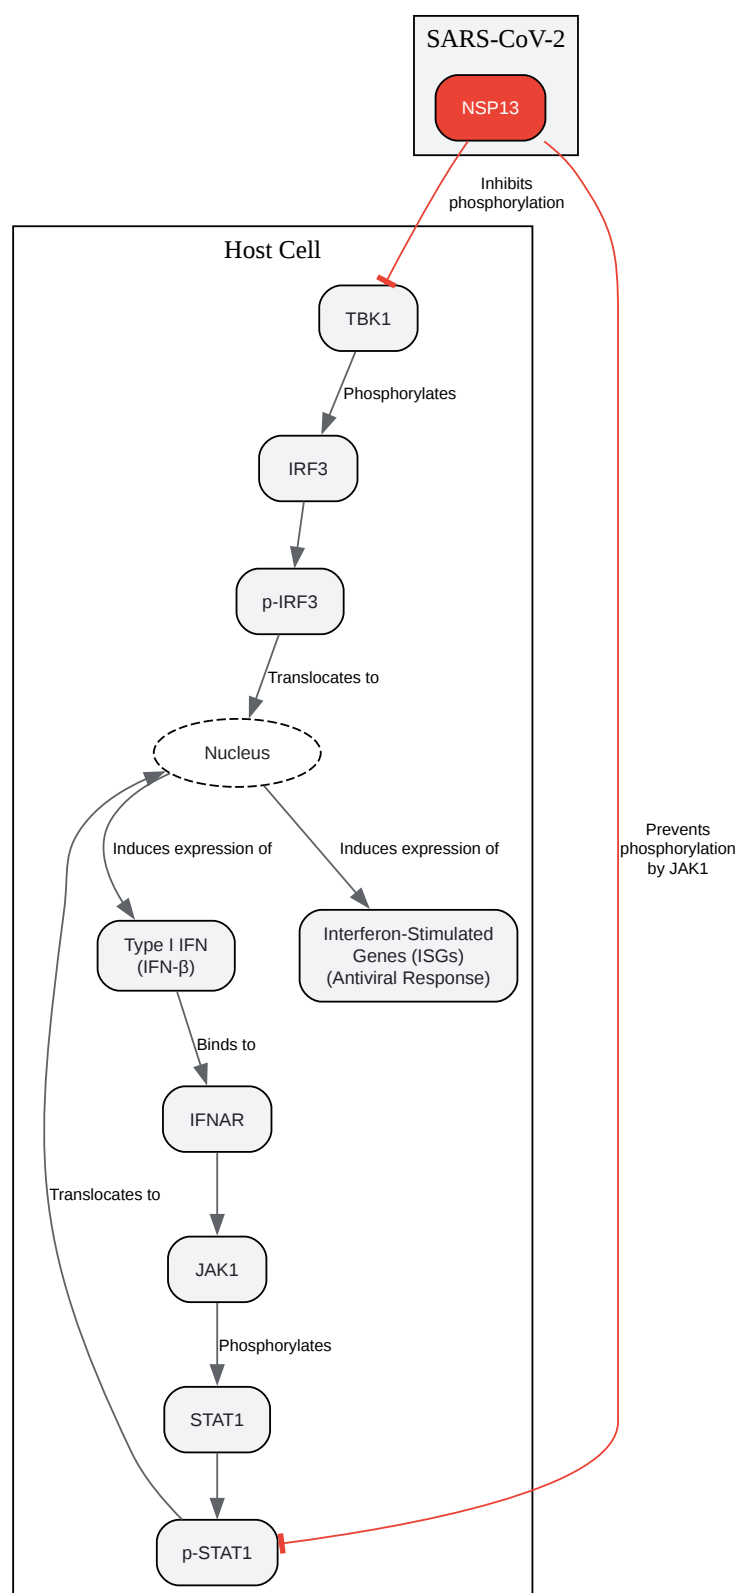 SARS-CoV-2
NSP13
Inhibits
phosphorylation
Host Cell
TBK1
Phosphorylates
IRF3
p-IRF3
Translocates to
Nucleus
Induces expression of
Induces expression of
Prevents
phosphorylation
by JAK1
Type I IFN
(IFN-β)
Interferon-Stimulated
Genes (ISGs)
(Antiviral Response)
Binds to
IFNAR
Translocates to
JAK1
Phosphorylates
STAT1
p-STAT1